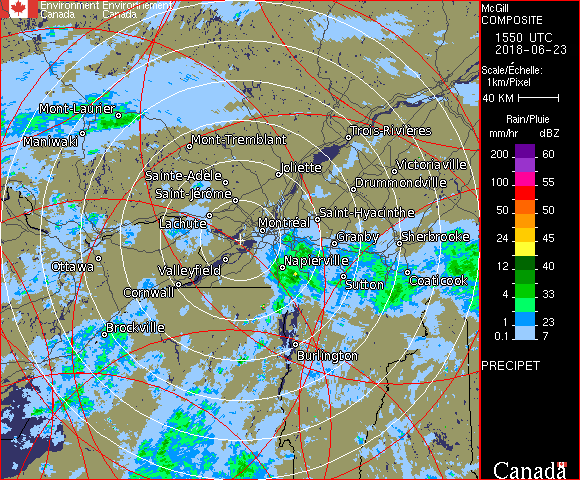 Environment Environnement
Canada Canada
McGill
COMPOSITE
1550 UTC
2018-06-23
Scale/Échelle:
1km/Pixel
40 KM
Rain/Pluie
mm/hr dBZ
200 60
100 55
50 50
24 45
12 40
4 33
1 23
0.1 7
PRECIPET
Canada
Mont-Laurier
Maniwaki
Mont-Tremblant
Trois-Rivières
Sainte-Adèle
Joliette
Victoriaville
Saint-Jérôme
Drummondville
Lachute
Montréal
Saint-Hyacinthe
Granby
Sherbrooke
Ottawa
Valleyfield
Napierville
Sutton
Coaticook
Cornwall
Brockville
Burlington